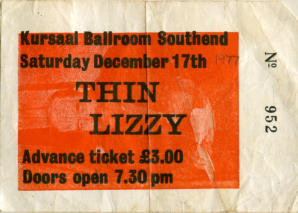 Kursaal Ballroom Southend
Saturday December 17th 1977
THIN
LIZZY
Advance ticket £3.00
Doors open 7.30 pm
No 952